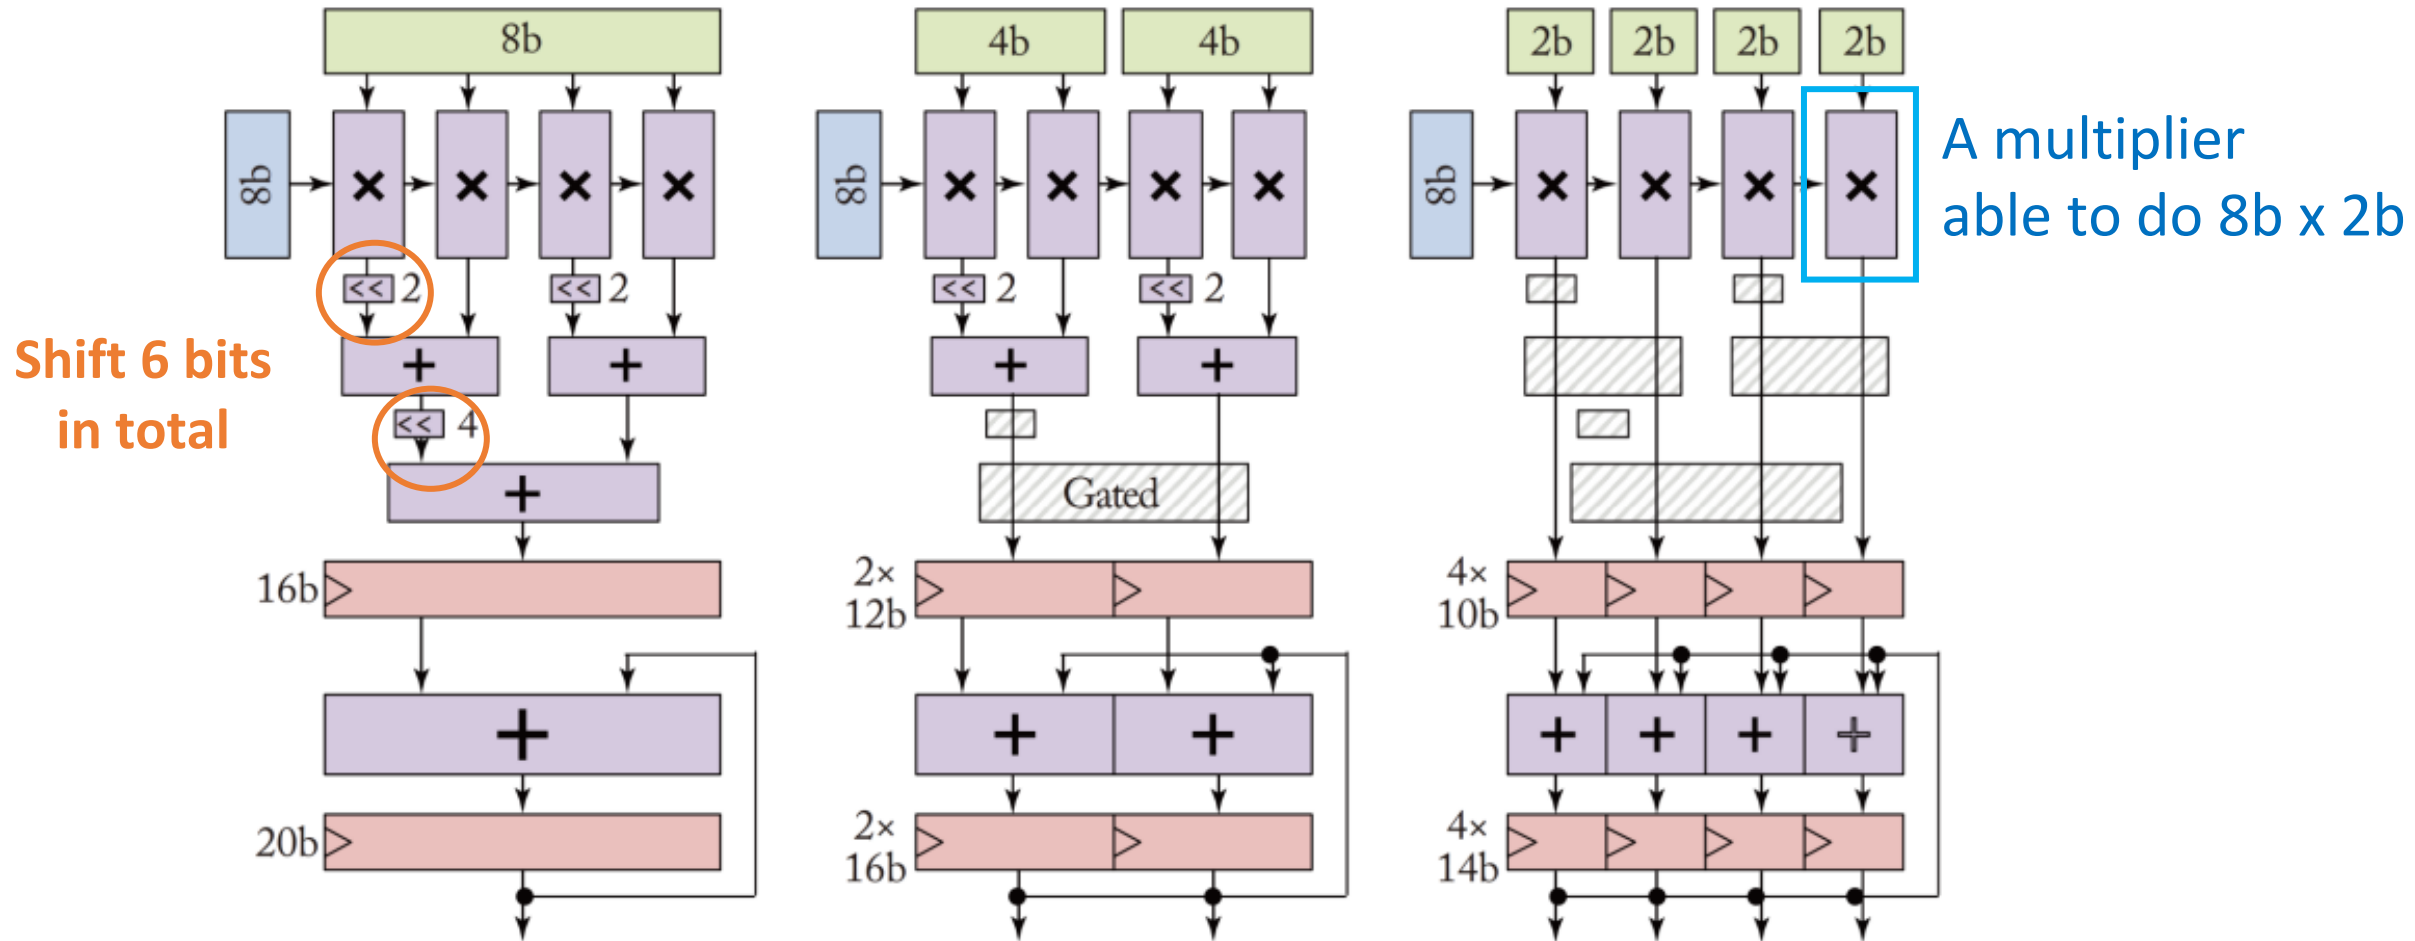 8b
8b
<< 2
<< 2
+
+
<< 4
+
16b
+
20b
Shift 6 bits
in total
4b
4b
8b
<< 2
<< 2
+
+
Gated
2×
12b
+
+
2×
16b
2b
2b
2b
2b
8b
4×
10b
+
+
+
+
4×
14b
A multiplier
able to do 8b x 2b